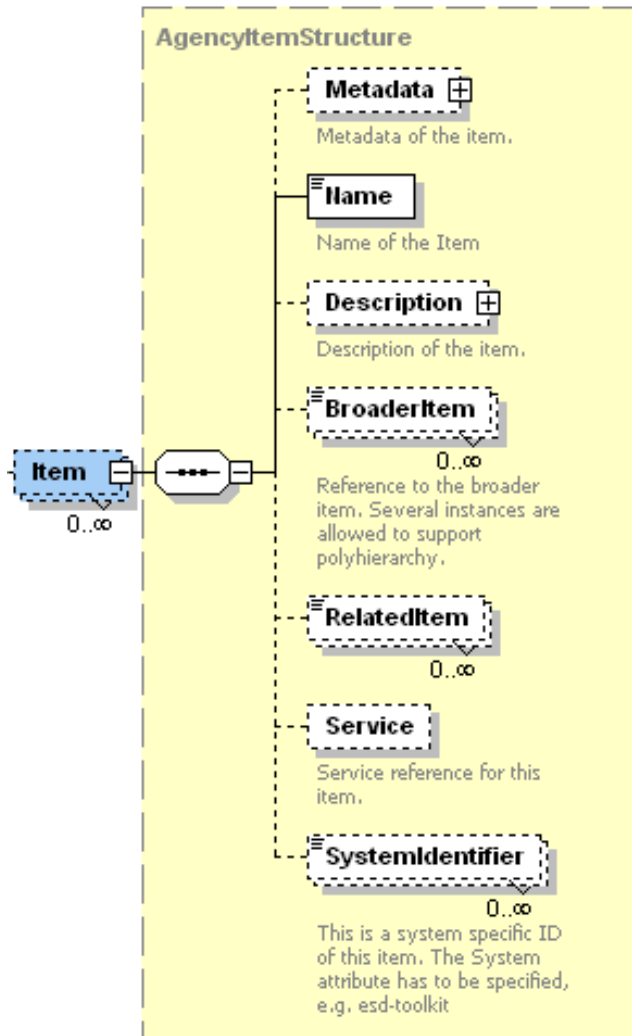 AgencyItemStructure
Metadata
Metadata of the item.
Name
Name of the Item
Description
Description of the item.
BroaderItem
0..∞
Reference to the broader
item. Several instances are
allowed to support
polyhierarchy.
Item
0..∞
RelatedItem
0..∞
Service
Service reference for this
item.
SystemIdentifier
0..∞
This is a system specific ID
of this item. The System
attribute has to be specified,
e.g. esd-toolkit